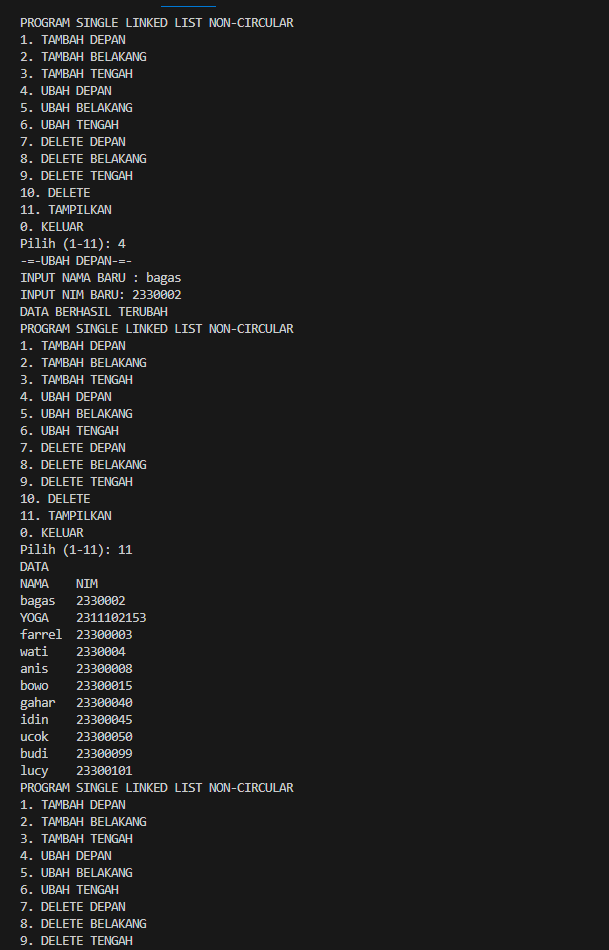 PROGRAM SINGLE LINKED LIST NON-CIRCULAR
1. TAMBAH DEPAN
2. TAMBAH BELAKANG
3. TAMBAH TENGAH
4. UBAH DEPAN
5. UBAH BELAKANG
6. UBAH TENGAH
7. DELETE DEPAN
8. DELETE BELAKANG
9. DELETE TENGAH
10. DELETE
11. TAMPILKAN
0. KELUAR
Pilih (1-11): 4
-=-UBAH DEPAN-=-
INPUT NAMA BARU : bagas
INPUT NIM BARU: 2330002
DATA BERHASIL TERUBAH
PROGRAM SINGLE LINKED LIST NON-CIRCULAR
1. TAMBAH DEPAN
2. TAMBAH BELAKANG
3. TAMBAH TENGAH
4. UBAH DEPAN
5. UBAH BELAKANG
6. UBAH TENGAH
7. DELETE DEPAN
8. DELETE BELAKANG
9. DELETE TENGAH
10. DELETE
11. TAMPILKAN
0. KELUAR
Pilih (1-11): 11
DATA
NAMA    NIM
bagas   2330002
YOGA    2311102153
farrel  23300003
wati    2330004
anis    23300008
bowo    23300015
gahar   23300040
idin    23300045
ucok    23300050
budi    23300099
lucy    23300101
PROGRAM SINGLE LINKED LIST NON-CIRCULAR
1. TAMBAH DEPAN
2. TAMBAH BELAKANG
3. TAMBAH TENGAH
4. UBAH DEPAN
5. UBAH BELAKANG
6. UBAH TENGAH
7. DELETE DEPAN
8. DELETE BELAKANG
9. DELETE TENGAH